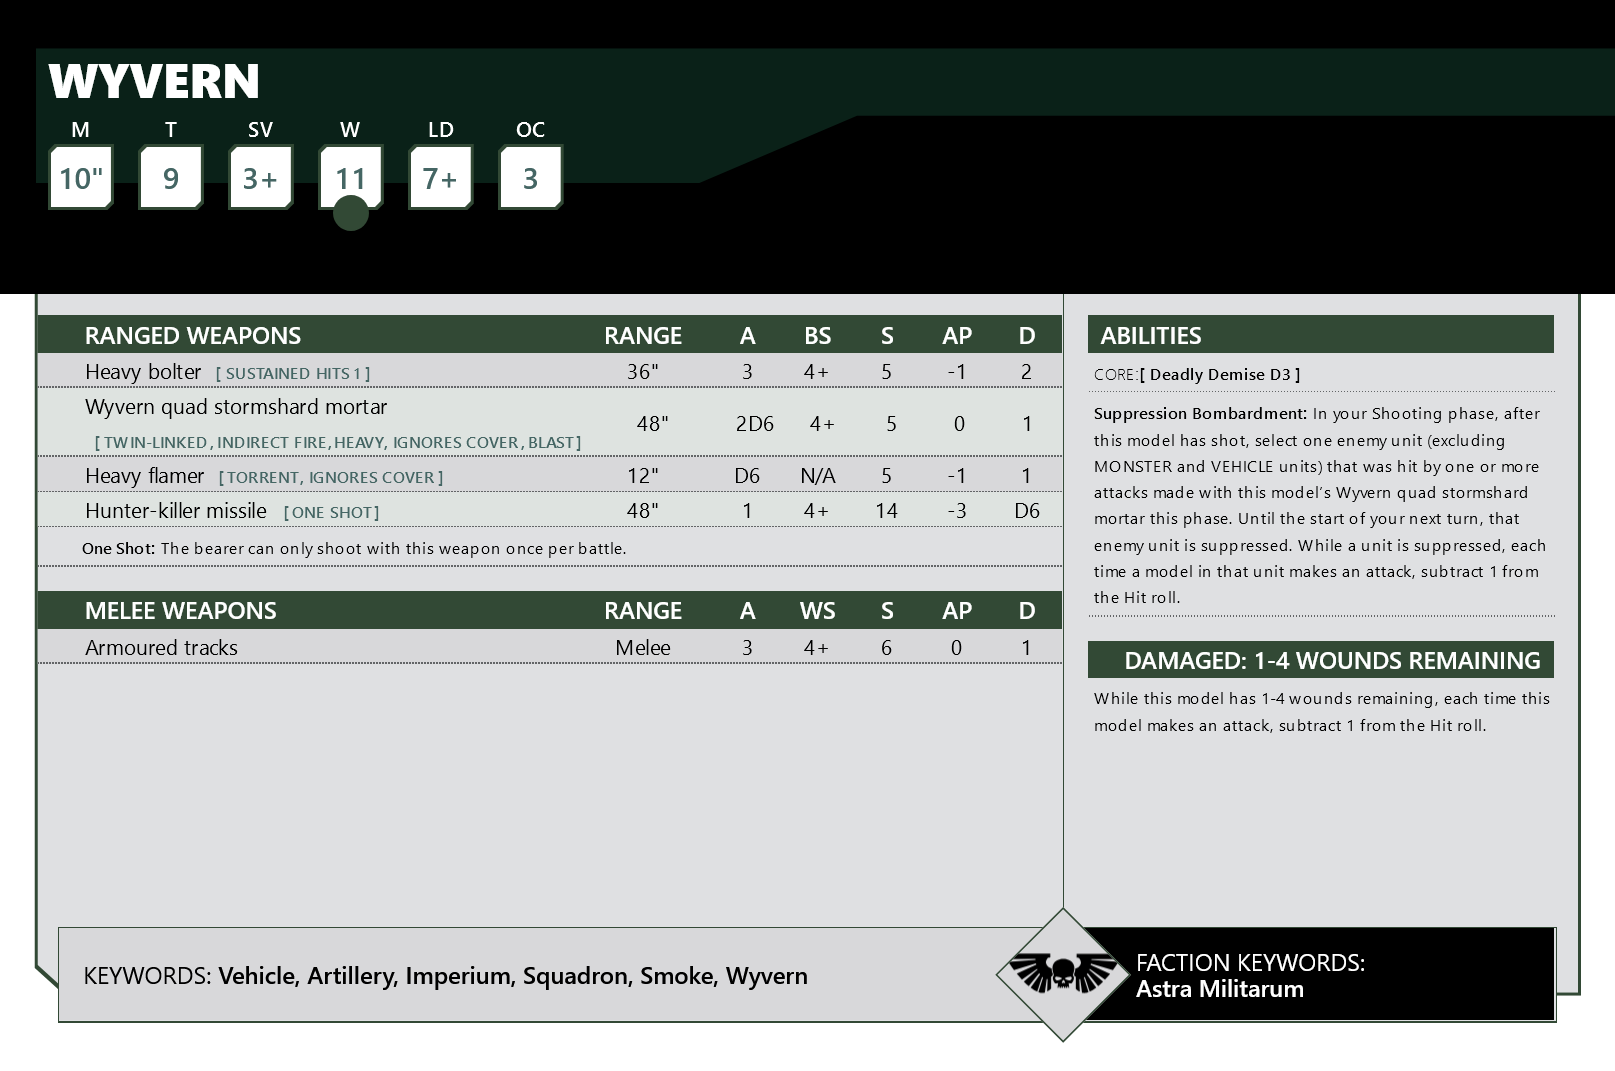 WYVERN
M T SV W LD OC
10" 9 3+ 11 7+ 3
RANGED WEAPONS RANGE A BS S AP D
Heavy bolter [ SUSTAINED HITS 1 ] 36" 3 4+ 5 -1 2
Wyvern quad stormshard mortar
[ TWIN-LINKED, INDIRECT FIRE, HEAVY, IGNORES COVER, BLAST ] 48" 2D6 4+ 5 0 1
Heavy flamer [ TORRENT, IGNORES COVER ] 12" D6 N/A 5 -1 1
Hunter-killer missile [ ONE SHOT ] 48" 1 4+ 14 -3 D6
One Shot: The bearer can only shoot with this weapon once per battle.
MELEE WEAPONS RANGE A WS S AP D
Armoured tracks Melee 3 4+ 6 0 1
ABILITIES
CORE:[ Deadly Demise D3 ]
Suppression Bombardment: In your Shooting phase, after
this model has shot, select one enemy unit (excluding
MONSTER and VEHICLE units) that was hit by one or more
attacks made with this model’s Wyvern quad stormshard
mortar this phase. Until the start of your next turn, that
enemy unit is suppressed. While a unit is suppressed, each
time a model in that unit makes an attack, subtract 1 from
the Hit roll.
DAMAGED: 1-4 WOUNDS REMAINING
While this model has 1-4 wounds remaining, each time this
model makes an attack, subtract 1 from the Hit roll.
KEYWORDS: Vehicle, Artillery, Imperium, Squadron, Smoke, Wyvern
FACTION KEYWORDS:
Astra Militarum